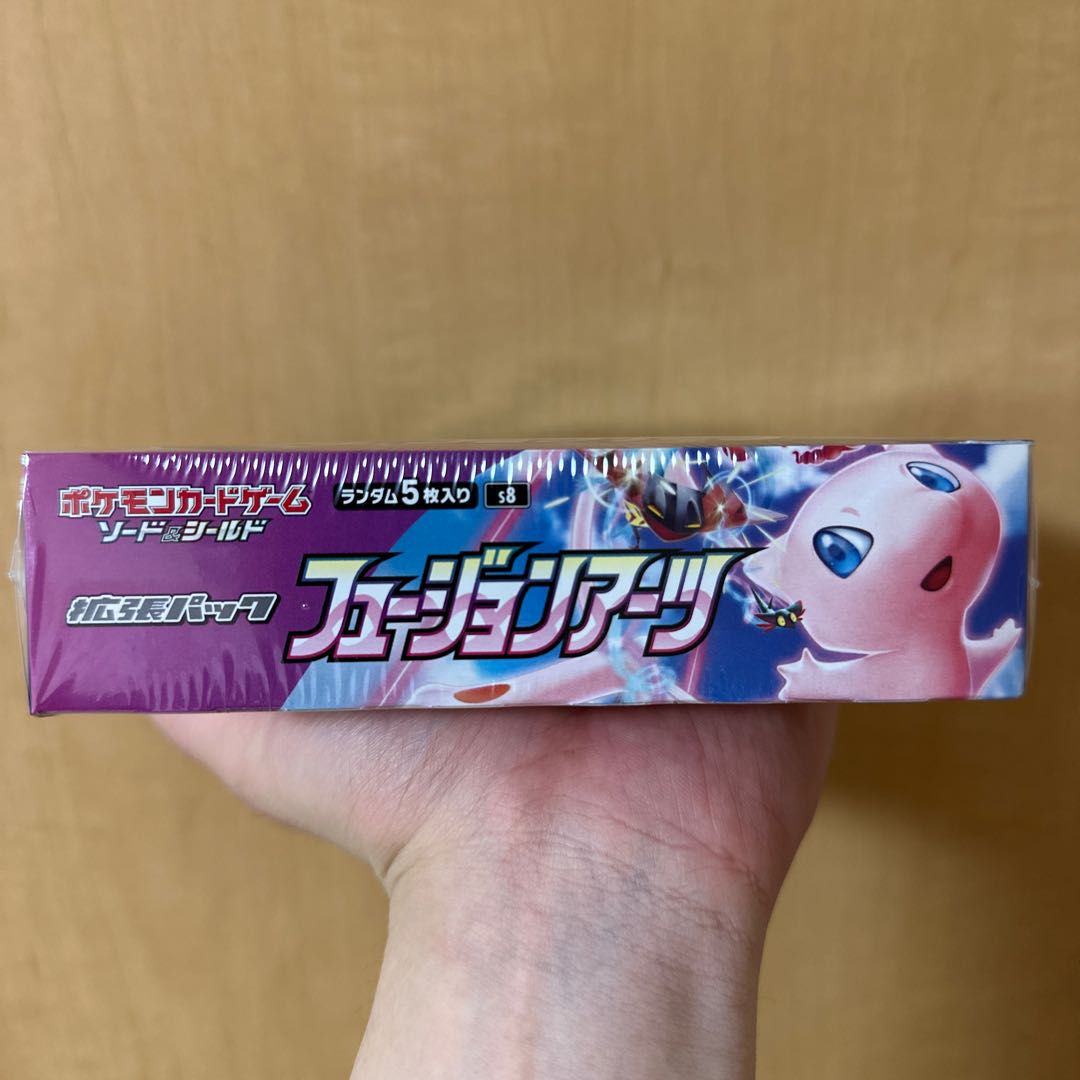 ポケモンカードゲーム
ソード&シールド
ランダム5枚入り s8
拡張パック
フュージョンアーツ